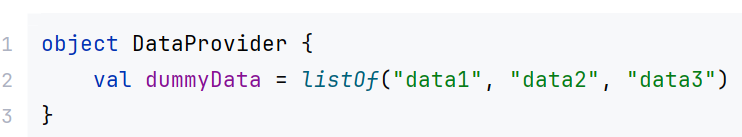 1 object DataProvider {
2     val dummyData = listOf("data1", "data2", "data3")
3 }